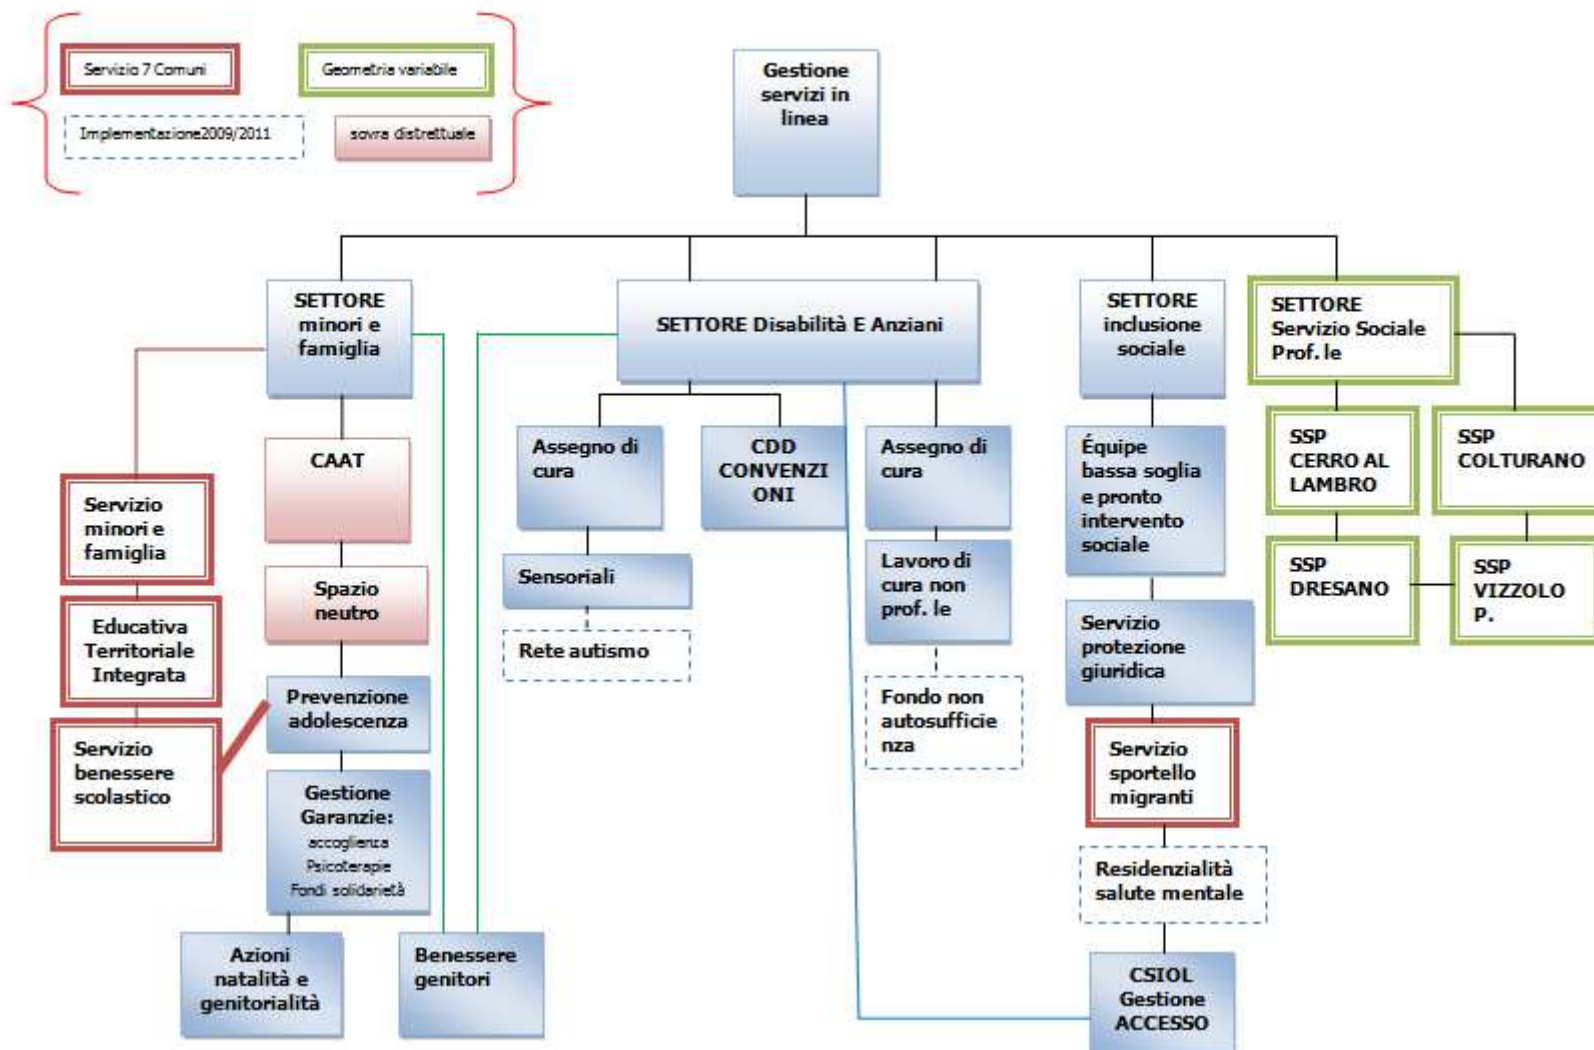 Servizio 7 Comuni
Geometria variabile
Implementazione2009/2011
sovra distrettuale
Gestione
servizi in
linea
SETTORE
minori e
famiglia
SETTORE Disabilità E Anziani
SETTORE
inclusione
sociale
SETTORE
Servizio Sociale
Prof. le
Servizio
minori e
famiglia
Educativa
Territoriale
Integrata
Servizio
benessere
scolastico
CAAT
Spazio
neutro
Prevenzione
adolescenza
Gestione
Garanzie:
accoglienza
Psicoterapie
Fondi solidarietà
Azioni
natalità e
genitorialità
Benessere
genitori
Assegno di
cura
Sensoriali
Rete autismo
CDD
CONVENZI
ONI
Assegno di
cura
Lavoro di
cura non
prof. le
Fondo non
autosufficie
nza
Équipe
bassa soglia
e pronto
intervento
sociale
Servizio
protezione
giuridica
Servizio
sportello
migranti
Residenzialità
salute mentale
CSIOL
Gestione
ACCESSO
SSP
CERRO AL
LAMBRO
SSP
COLTURANO
SSP
DRESANO
SSP
VIZZOLO
P.